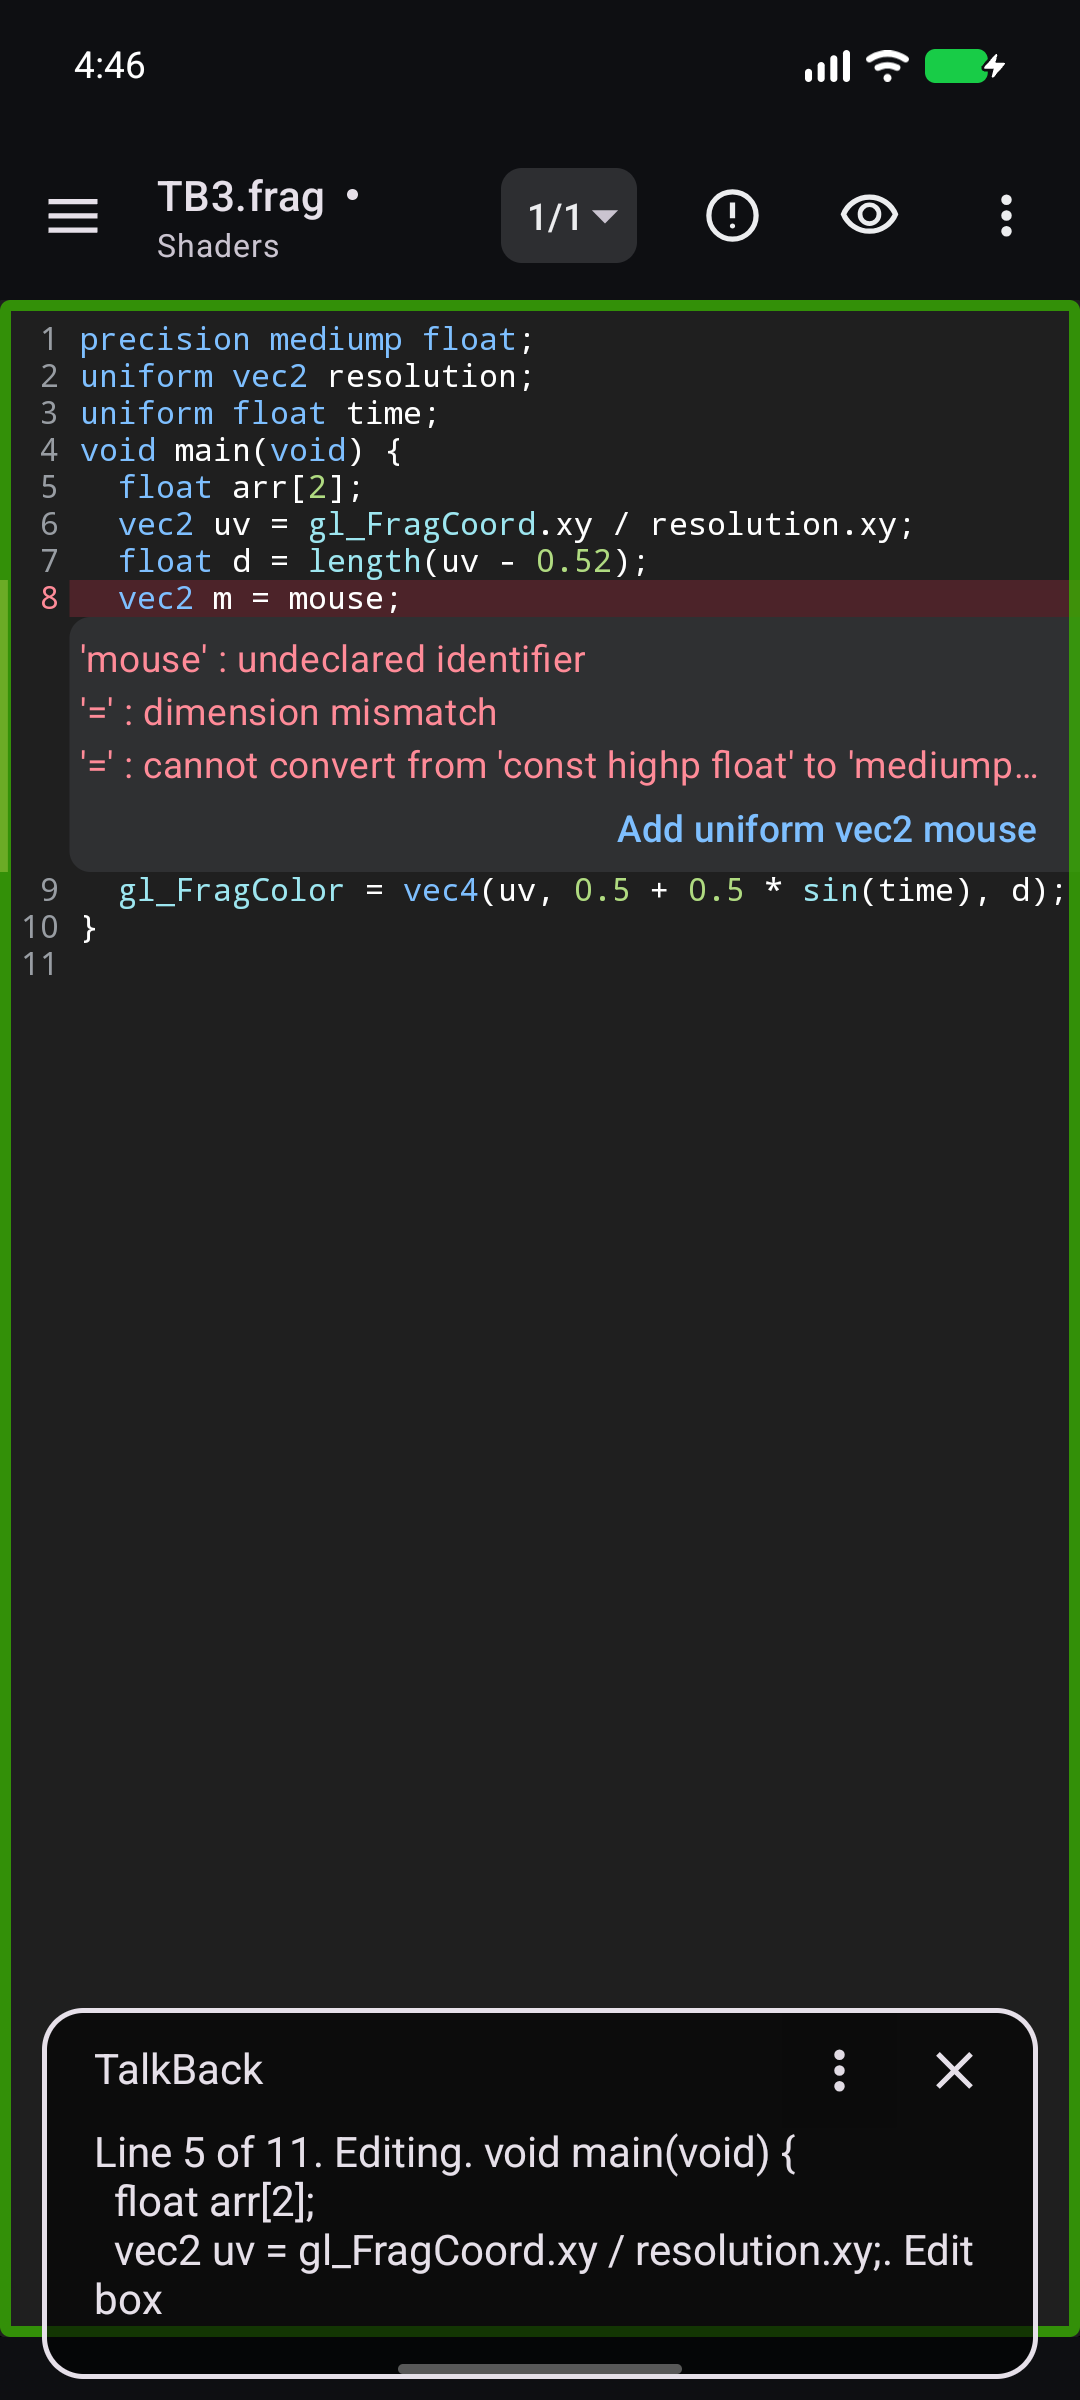 4:46
TB3.frag •
1/1
Shaders
1 precision mediump float;
2 uniform vec2 resolution;
3 uniform float time;
4 void main(void) {
5   float arr[2];
6   vec2 uv = gl_FragCoord.xy / resolution.xy;
7   float d = length(uv - 0.52);
8   vec2 m = mouse;
'mouse' : undeclared identifier
'=' : dimension mismatch
'=' : cannot convert from 'const highp float' to 'mediump…
Add uniform vec2 mouse
9   gl_FragColor = vec4(uv, 0.5 + 0.5 * sin(time), d);
10 }
11
TalkBack
Line 5 of 11. Editing. void main(void) {
  float arr[2];
  vec2 uv = gl_FragCoord.xy / resolution.xy;. Edit
box